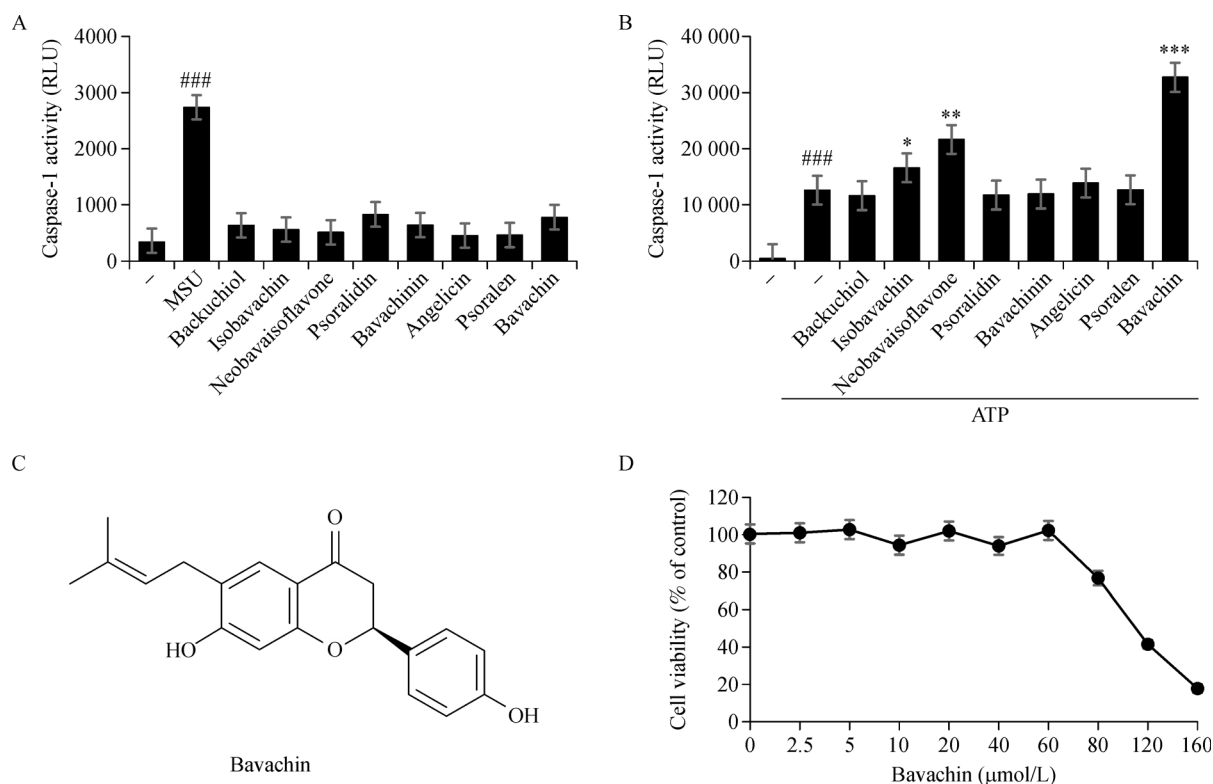 A
Caspase-1 activity (RLU)
4000
3000
2000
1000
0
###
–
MSU
Backuchiol
Isobavachin
Neobavaisoflavone
Psoralidin
Bavachinin
Angelicin
Psoralen
Bavachin
B
Caspase-1 activity (RLU)
40 000
30 000
20 000
10 000
0
###
*
**
***
–
–
Backuchiol
Isobavachin
Neobavaisoflavone
Psoralidin
Bavachinin
Angelicin
Psoralen
Bavachin
ATP
C
O
HO
O
OH
Bavachin
D
Cell viability (% of control)
120
100
80
60
40
20
0
0 2.5 5 10 20 40 60 80 120 160
Bavachin (μmol/L)